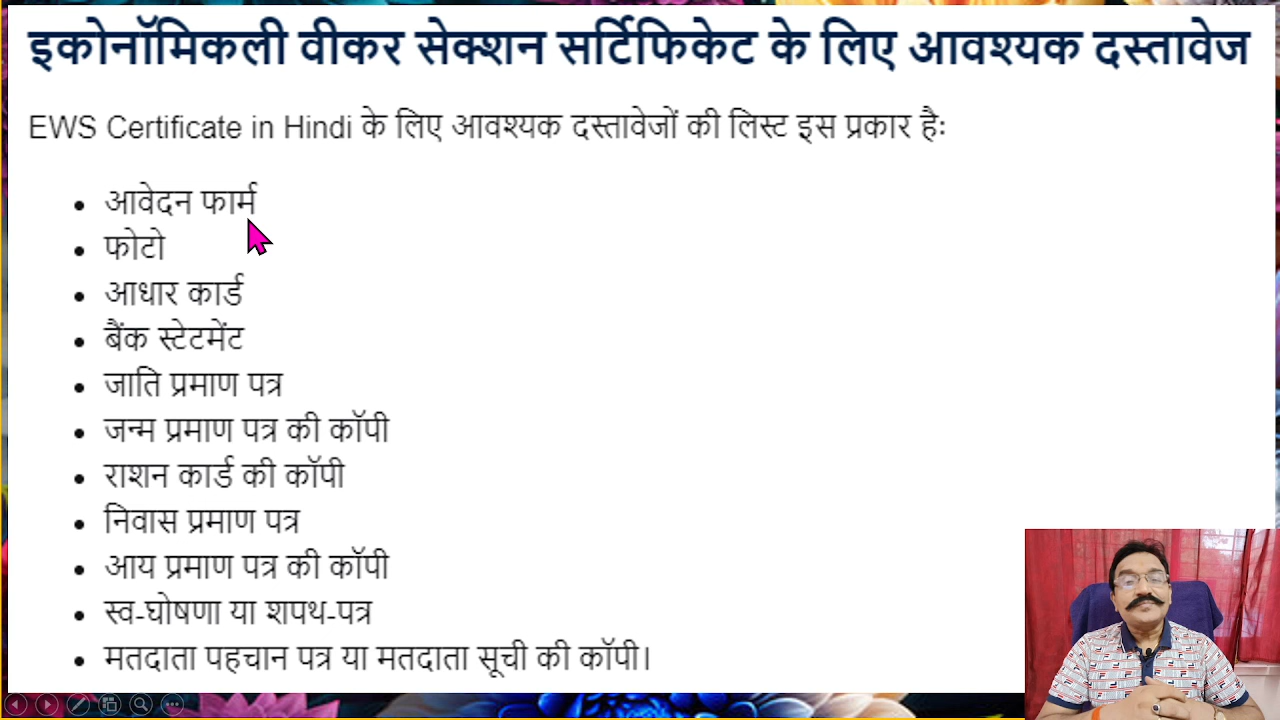 इकोनॉमिकली वीकर सेक्शन सर्टिफिकेट के लिए आवश्यक दस्तावेज
EWS Certificate in Hindi के लिए आवश्यक दस्तावेजों की लिस्ट इस प्रकार हैः
• आवेदन फार्म
• फोटो
• आधार कार्ड
• बैंक स्टेटमेंट
• जाति प्रमाण पत्र
• जन्म प्रमाण पत्र की कॉपी
• राशन कार्ड की कॉपी
• निवास प्रमाण पत्र
• आय प्रमाण पत्र की कॉपी
• स्व-घोषणा या शपथ-पत्र
• मतदाता पहचान पत्र या मतदाता सूची की कॉपी।